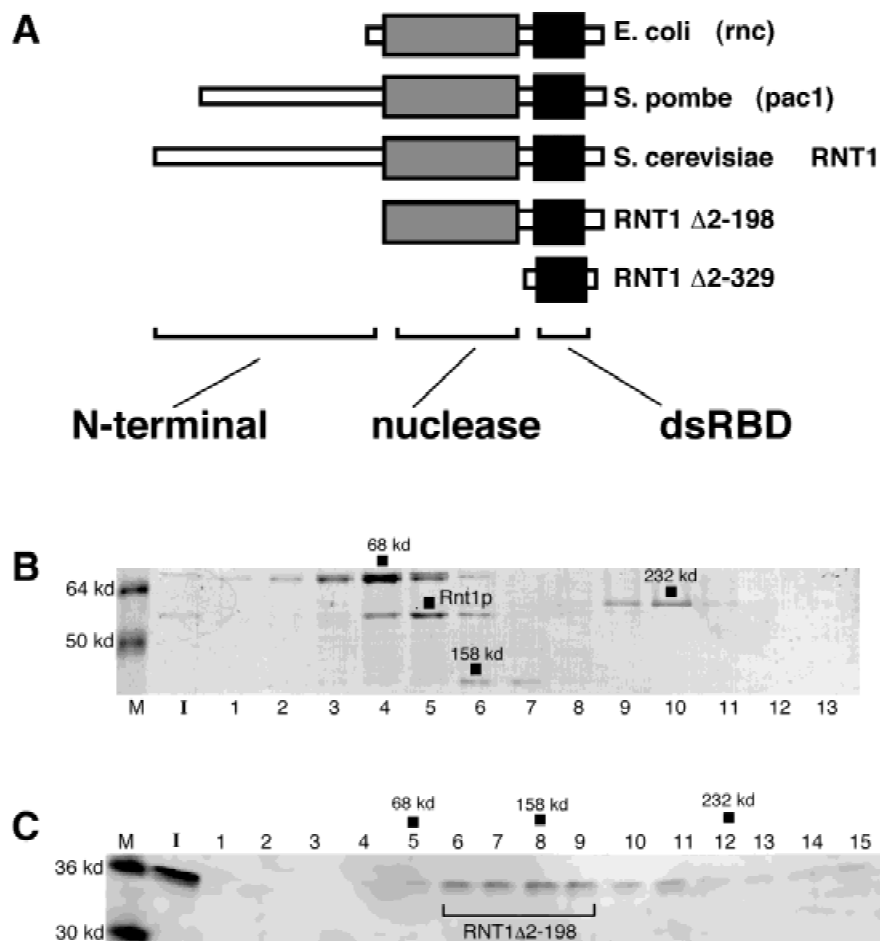 A
E. coli (rnc)
S. pombe (pac1)
S. cerevisiae RNT1
RNT1 Δ2-198
RNT1 Δ2-329
N-terminal nuclease dsRBD
B
68 kd
232 kd
64 kd
Rnt1p
50 kd
158 kd
M I 1 2 3 4 5 6 7 8 9 10 11 12 13
C
68 kd 158 kd 232 kd
M I 1 2 3 4 5 6 7 8 9 10 11 12 13 14 15
36 kd
30 kd
RNT1Δ2-198